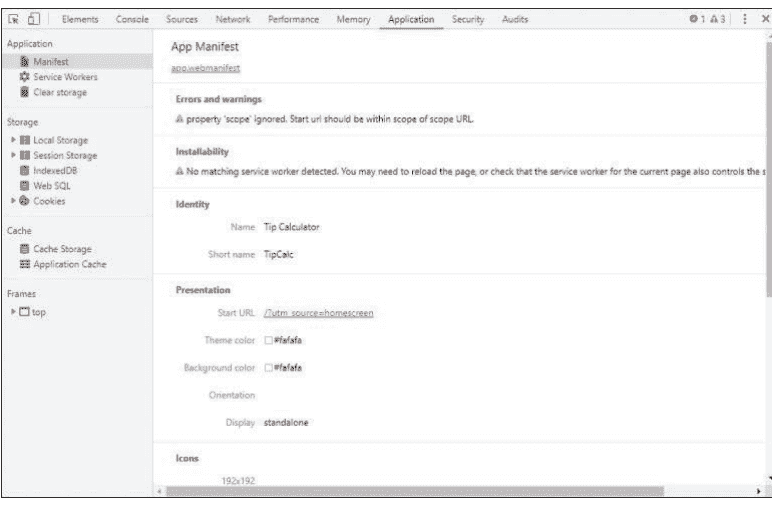 Elements Console Sources Network Performance Memory Application Security Audits 1 3
Application
Manifest
Service Workers
Clear storage
Storage
Local Storage
Session Storage
IndexedDB
Web SQL
Cookies
Cache
Cache Storage
Application Cache
Frames
top
App Manifest
app.webmanifest
Errors and warnings
property 'scope' ignored. Start url should be within scope of scope URL.
Installability
No matching service worker detected. You may need to reload the page, or check that the service worker for the current page also controls the s
Identity
Name Tip Calculator
Short name TipCalc
Presentation
Start URL /?utm_source=homescreen
Theme color #fafafa
Background color #fafafa
Orientation
Display standalone
Icons
192x192